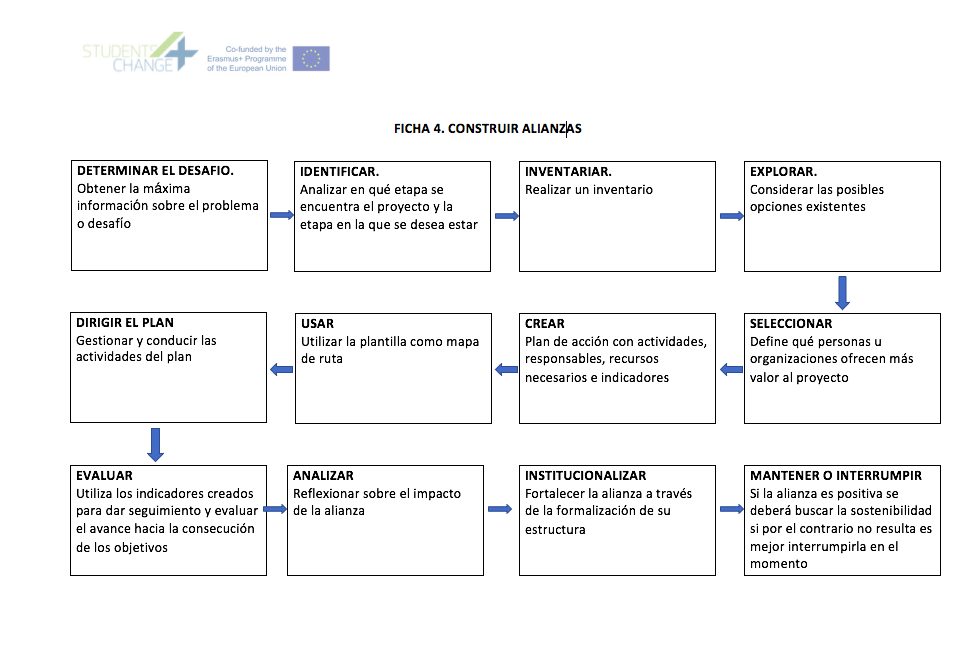 STUDENTS
CHANGE
Co-funded by the
Erasmus+ Programme
of the European Union
FICHA 4. CONSTRUIR ALIANZAS
DETERMINAR EL DESAFIO.
Obtener la máxima
información sobre el problema
o desafío
IDENTIFICAR.
Analizar en qué etapa se
encuentra el proyecto y la
etapa en la que se desea estar
INVENTARIAR.
Realizar un inventario
EXPLORAR.
Considerar las posibles
opciones existentes
SELECCIONAR
Define qué personas u
organizaciones ofrecen más
valor al proyecto
CREAR
Plan de acción con actividades,
responsables, recursos
necesarios e indicadores
USAR
Utilizar la plantilla como mapa
de ruta
DIRIGIR EL PLAN
Gestionar y conducir las
actividades del plan
EVALUAR
Utiliza los indicadores creados
para dar seguimiento y evaluar
el avance hacia la consecución
de los objetivos
ANALIZAR
Reflexionar sobre el impacto
de la alianza
INSTITUCIONALIZAR
Fortalecer la alianza a través
de la formalización de su
estructura
MANTENER O INTERRUMPIR
Si la alianza es positiva se
deberá buscar la sostenibilidad
si por el contrario no resulta es
mejor interrumpirla en el
momento